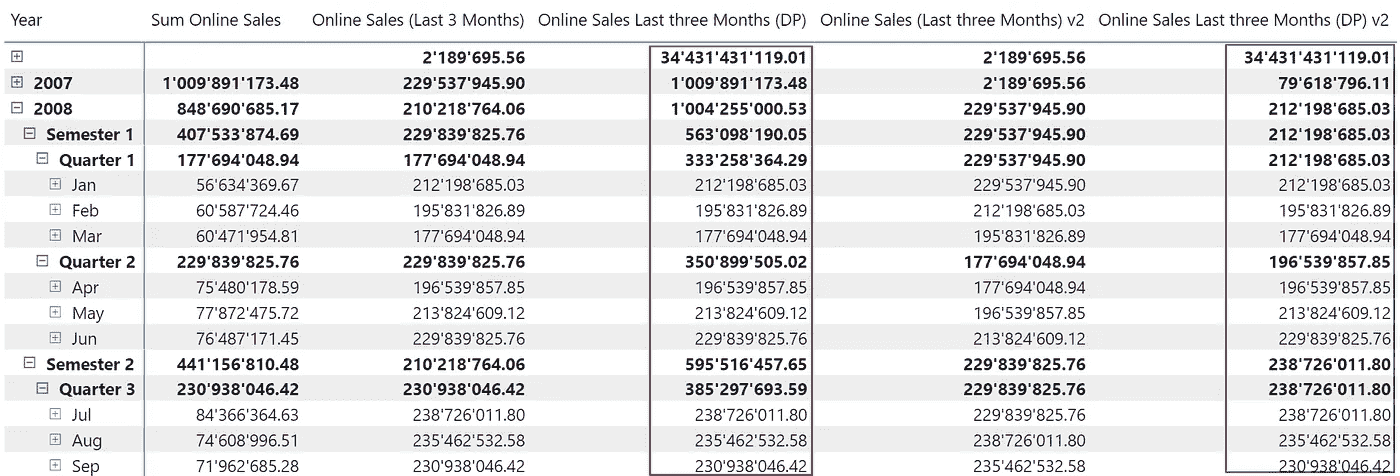 Year Sum Online Sales Online Sales (Last 3 Months) Online Sales Last three Months (DP) Online Sales (Last three Months) v2 Online Sales Last three Months (DP) v2
2'189'695.56 34'431'431'119.01 2'189'695.56 34'431'431'119.01
2007 1'009'891'173.48 229'537'945.90 1'009'891'173.48 2'189'695.56 79'618'796.11
2008 848'690'685.17 210'218'764.06 1'004'255'000.53 229'537'945.90 212'198'685.03
Semester 1 407'533'874.69 229'839'825.76 563'098'190.05 229'537'945.90 212'198'685.03
Quarter 1 177'694'048.94 177'694'048.94 333'258'364.29 229'537'945.90 212'198'685.03
Jan 56'634'369.67 212'198'685.03 212'198'685.03 229'537'945.90 212'198'685.03
Feb 60'587'724.46 195'831'826.89 195'831'826.89 212'198'685.03 195'831'826.89
Mar 60'471'954.81 177'694'048.94 177'694'048.94 195'831'826.89 177'694'048.94
Quarter 2 229'839'825.76 229'839'825.76 350'899'505.02 177'694'048.94 196'539'857.85
Apr 75'480'178.59 196'539'857.85 196'539'857.85 177'694'048.94 196'539'857.85
May 77'872'475.72 213'824'609.12 213'824'609.12 196'539'857.85 213'824'609.12
Jun 76'487'171.45 229'839'825.76 229'839'825.76 213'824'609.12 229'839'825.76
Semester 2 441'156'810.48 210'218'764.06 595'516'457.65 229'839'825.76 238'726'011.80
Quarter 3 230'938'046.42 230'938'046.42 385'297'693.59 229'839'825.76 238'726'011.80
Jul 84'366'364.63 238'726'011.80 238'726'011.80 229'839'825.76 238'726'011.80
Aug 74'608'996.51 235'462'532.58 235'462'532.58 238'726'011.80 235'462'532.58
Sep 71'962'685.28 230'938'046.42 230'938'046.42 235'462'532.58 230'938'046.42